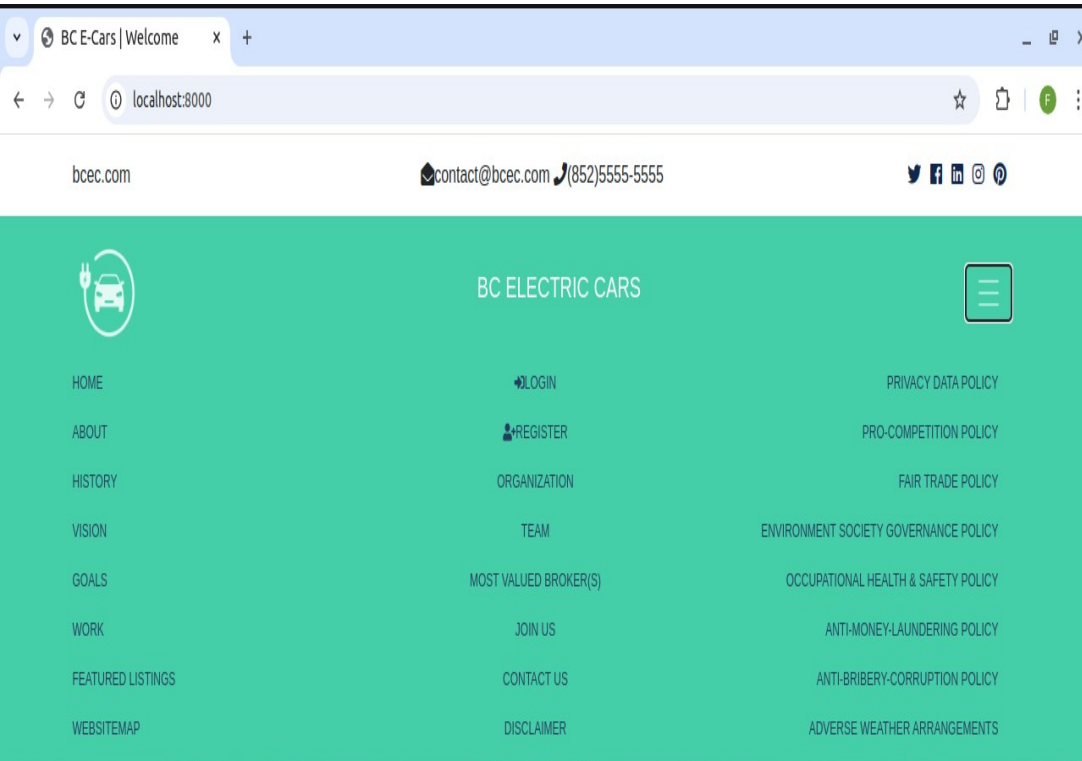 BC E-Cars | Welcome
localhost:8000
F
bcec.com contact@bcec.com (852)5555-5555
BC ELECTRIC CARS
HOME LOGIN PRIVACY DATA POLICY
ABOUT REGISTER PRO-COMPETITION POLICY
HISTORY ORGANIZATION FAIR TRADE POLICY
VISION TEAM ENVIRONMENT SOCIETY GOVERNANCE POLICY
GOALS MOST VALUED BROKER(S) OCCUPATIONAL HEALTH & SAFETY POLICY
WORK JOIN US ANTI-MONEY-LAUNDERING POLICY
FEATURED LISTINGS CONTACT US ANTI-BRIBERY-CORRUPTION POLICY
WEBSITEMAP DISCLAIMER ADVERSE WEATHER ARRANGEMENTS